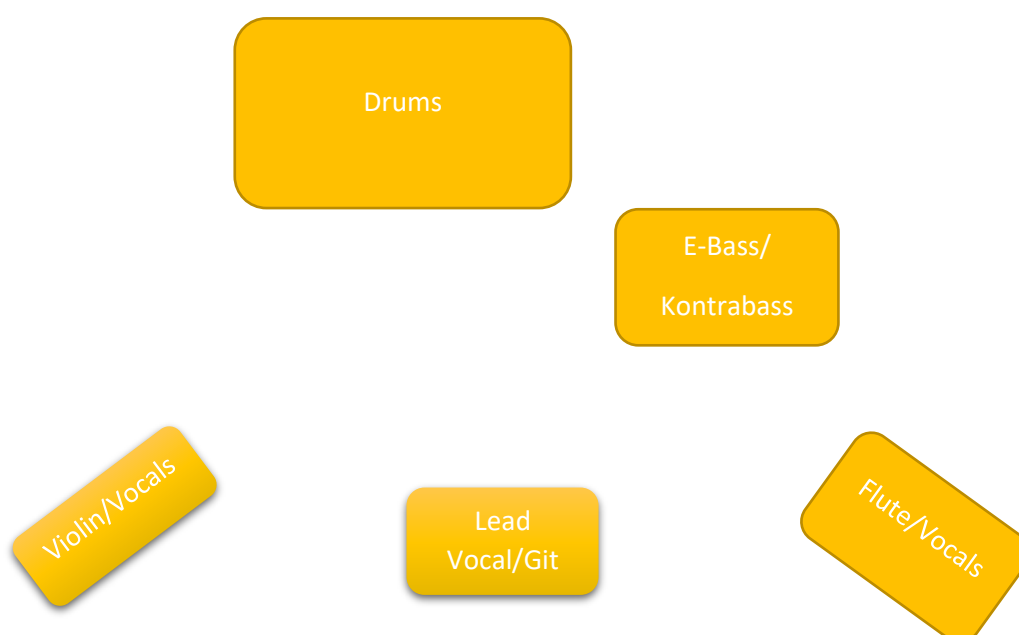 Drums
E-Bass/
Kontrabass
Violin/Vocals
Lead
Vocal/Git
Flute/Vocals